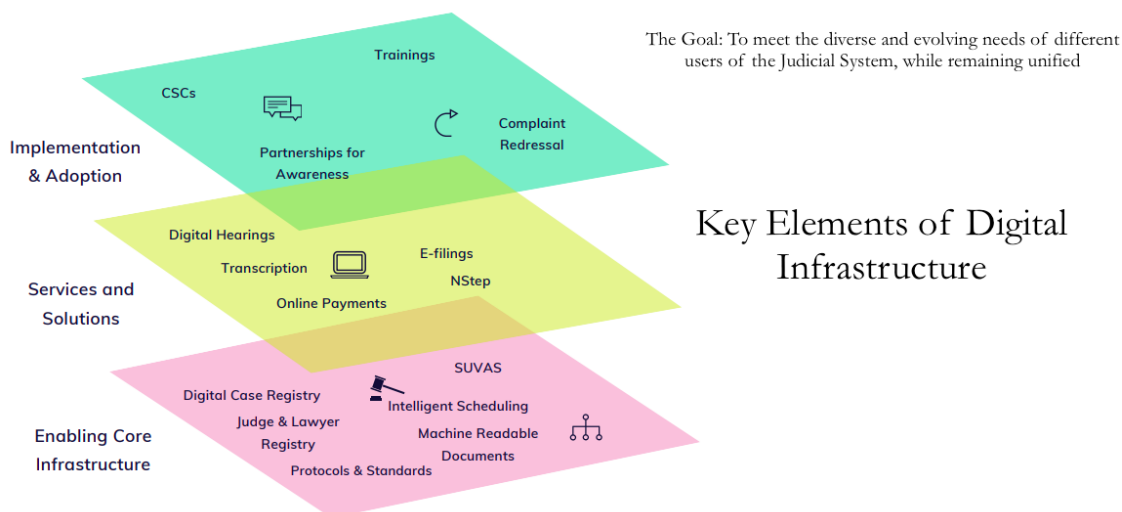 The Goal: To meet the diverse and evolving needs of different
users of the Judicial System, while remaining unified
Key Elements of Digital
Infrastructure
Implementation
& Adoption
Trainings
CSCs
Complaint
Redressal
Partnerships for
Awareness
Services and
Solutions
Digital Hearings
E-filings
Transcription
NStep
Online Payments
Enabling Core
Infrastructure
SUVAS
Digital Case Registry
Intelligent Scheduling
Judge & Lawyer
Registry
Machine Readable
Documents
Protocols & Standards